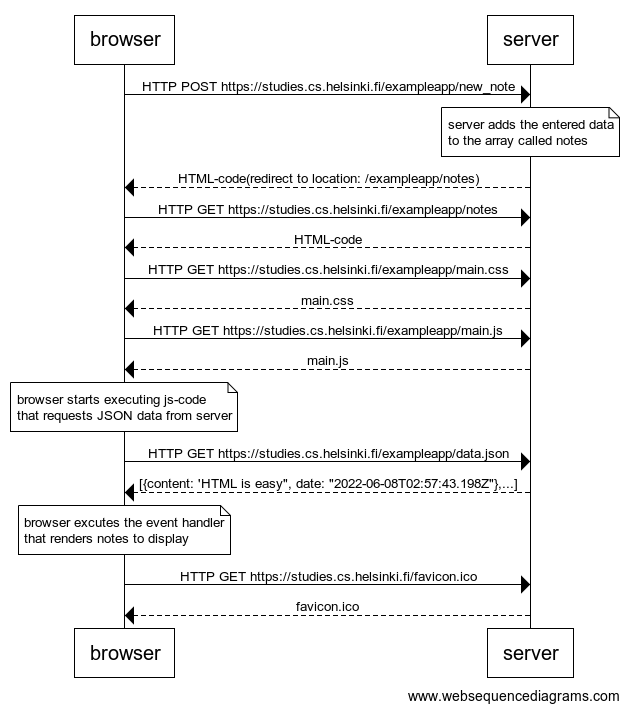 browser
server
HTTP POST https://studies.cs.helsinki.fi/exampleapp/new_note
server adds the entered data
to the array called notes
HTML-code(redirect to location: /exampleapp/notes)
HTTP GET https://studies.cs.helsinki.fi/exampleapp/notes
HTML-code
HTTP GET https://studies.cs.helsinki.fi/exampleapp/main.css
main.css
HTTP GET https://studies.cs.helsinki.fi/exampleapp/main.js
main.js
browser starts executing js-code
that requests JSON data from server
HTTP GET https://studies.cs.helsinki.fi/exampleapp/data.json
[{content: 'HTML is easy", date: "2022-06-08T02:57:43.198Z"},...]
browser excutes the event handler
that renders notes to display
HTTP GET https://studies.cs.helsinki.fi/favicon.ico
favicon.ico
browser
server
www.websequencediagrams.com